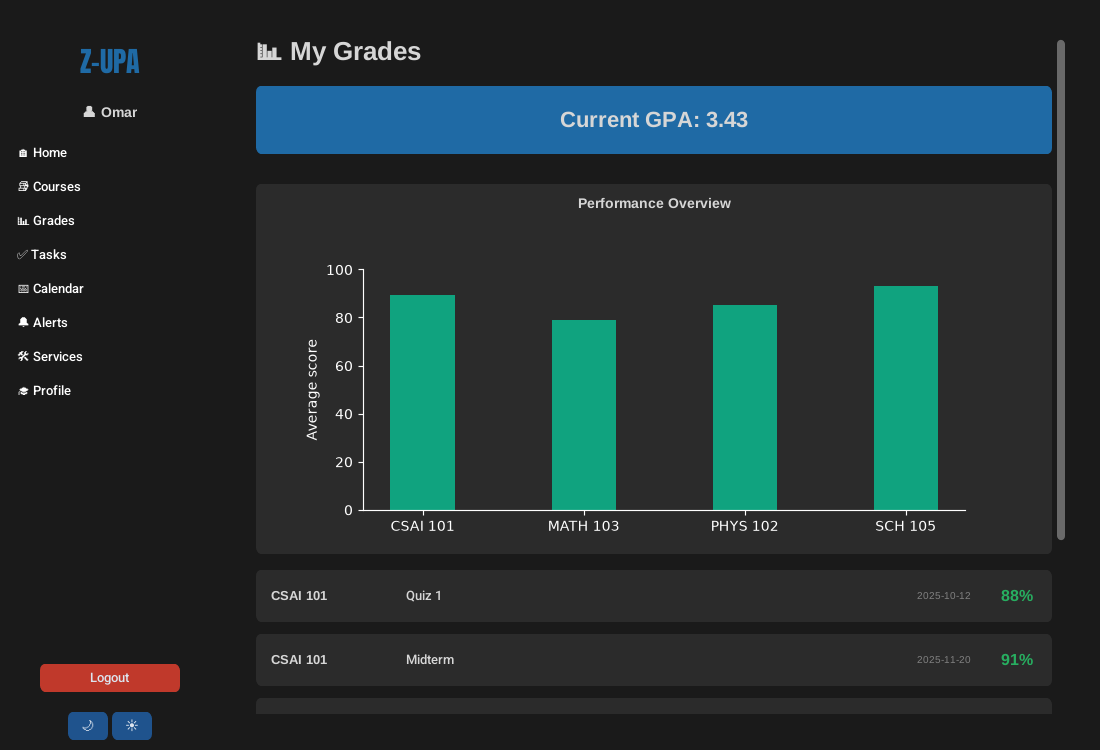 Z-UPA
👤 Omar
🏠 Home
📚 Courses
📊 Grades
✅ Tasks
📅 Calendar
🔔 Alerts
🛠 Services
🎓 Profile
Logout
🌙 ☀
📊 My Grades
Current GPA: 3.43
Performance Overview
Average score
100
80
60
40
20
0
CSAI 101 MATH 103 PHYS 102 SCH 105
CSAI 101 Quiz 1 2025-10-12 88%
CSAI 101 Midterm 2025-11-20 91%